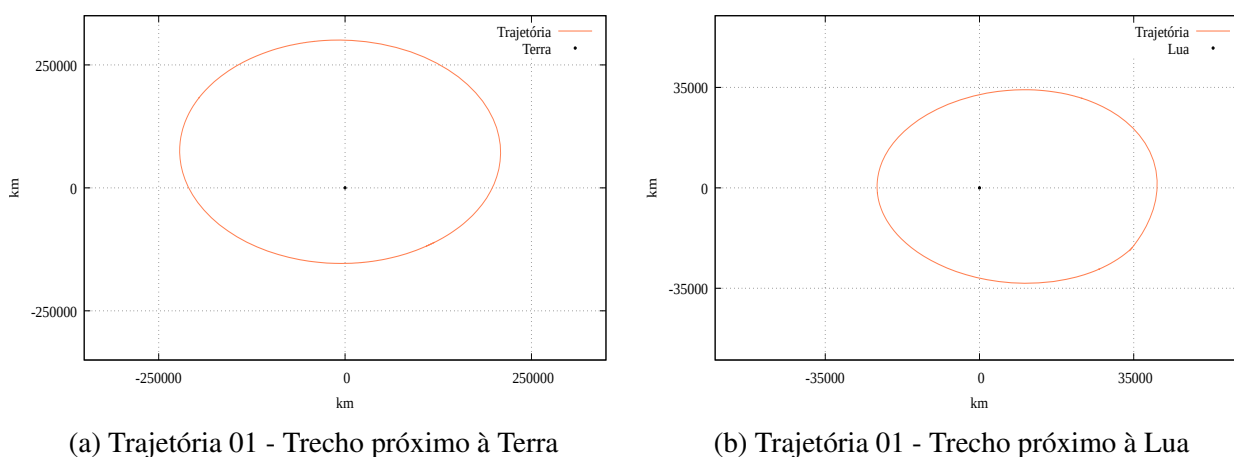 Trajetória
Terra
250000
0
-250000
km
-250000 0 250000
km
(a) Trajetória 01 - Trecho próximo à Terra
Trajetória
Lua
35000
0
-35000
km
-35000 0 35000
km
(b) Trajetória 01 - Trecho próximo à Lua